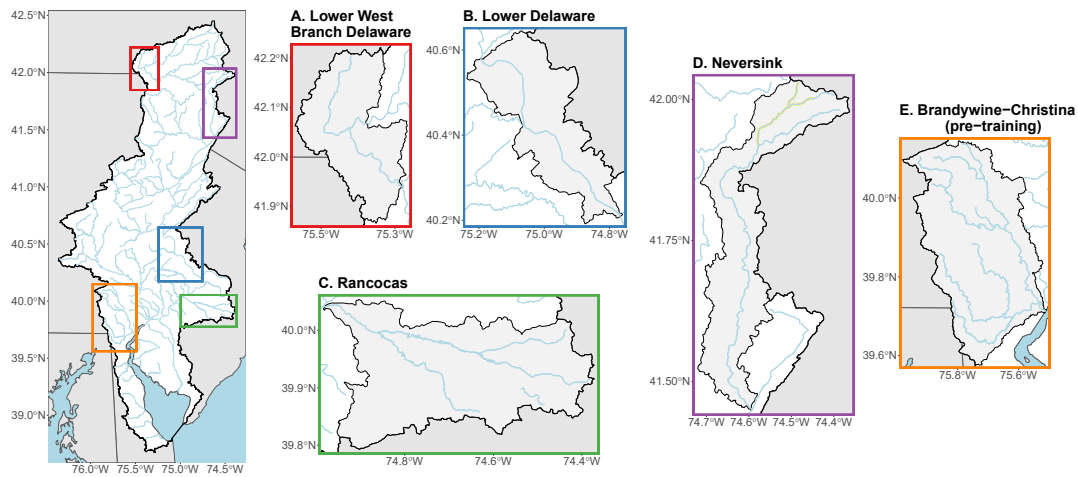 42.5°N
42.0°N
41.5°N
41.0°N
40.5°N
40.0°N
39.5°N
39.0°N
76.0°W 75.5°W 75.0°W 74.5°W
A. Lower West
Branch Delaware
42.2°N
42.1°N
42.0°N
41.9°N
75.5°W 75.3°W
B. Lower Delaware
40.6°N
40.4°N
40.2°N
75.2°W 75.0°W 74.8°W
C. Rancocas
40.0°N
39.9°N
39.8°N
74.8°W 74.6°W 74.4°W
D. Neversink
42.00°N
41.75°N
41.50°N
74.7°W 74.6°W 74.5°W 74.4°W
E. Brandywine−Christina
(pre−training)
40.0°N
39.8°N
39.6°N
75.8°W 75.6°W